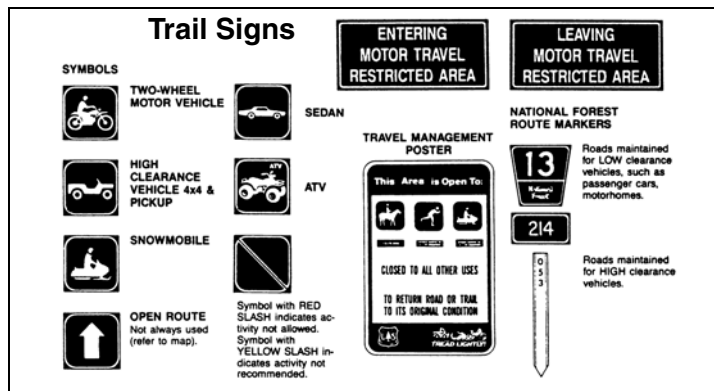 Trail Signs
ENTERING
MOTOR TRAVEL
RESTRICTED AREA
LEAVING
MOTOR TRAVEL
RESTRICTED AREA
SYMBOLS
TWO-WHEEL
MOTOR VEHICLE
SEDAN
HIGH
CLEARANCE
VEHICLE 4x4 &
PICKUP
ATV
ATV
SNOWMOBILE
OPEN ROUTE
Not always used
(refer to map).
Symbol with RED
SLASH indicates ac-
tivity not allowed.
Symbol with
YELLOW SLASH in-
dicates activity not
recommended.
TRAVEL MANAGEMENT
POSTER
This Area is Open To:
CLOSED TO ALL OTHER USES
TO RETURN ROAD OR TRAIL
TO ITS ORIGINAL CONDITION
TREAD LIGHTLY!
NATIONAL FOREST
ROUTE MARKERS
13
National
Forest
Roads maintained
for LOW clearance
vehicles, such as
passenger cars,
motorhomes.
214
053
Roads maintained
for HIGH clearance
vehicles.